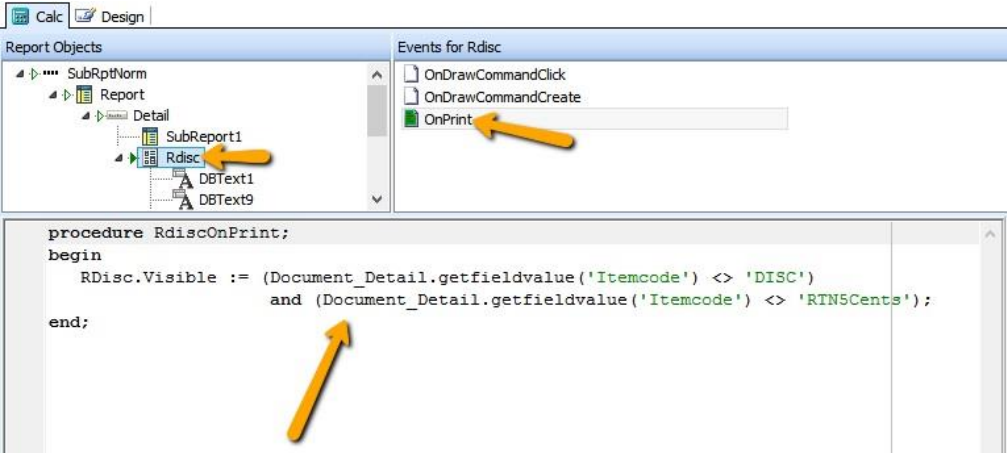 Calc Design
Report Objects
SubRptNorm
Report
Detail
SubReport1
Rdisc
DBText1
DBText9
Events for Rdisc
OnDrawCommandClick
OnDrawCommandCreate
OnPrint
procedure RdiscOnPrint;
begin
RDisc.Visible := (Document_Detail.getfieldvalue('Itemcode') <> 'DISC')
and (Document_Detail.getfieldvalue('Itemcode') <> 'RTN5Cents');
end;